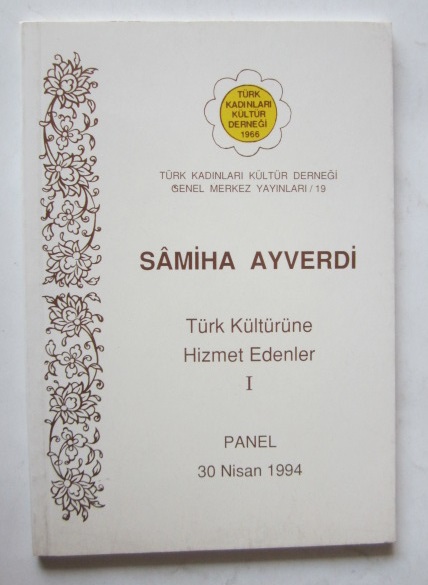 TÜRK
KADINLARI
KÜLTÜR
DERNEĞİ
1966
TÜRK KADINLARI KÜLTÜR DERNEĞİ
GENEL MERKEZ YAYINLARI / 19
SÂMİHA AYVERDİ
Türk Kültürüne
Hizmet Edenler
I
PANEL
30 Nisan 1994